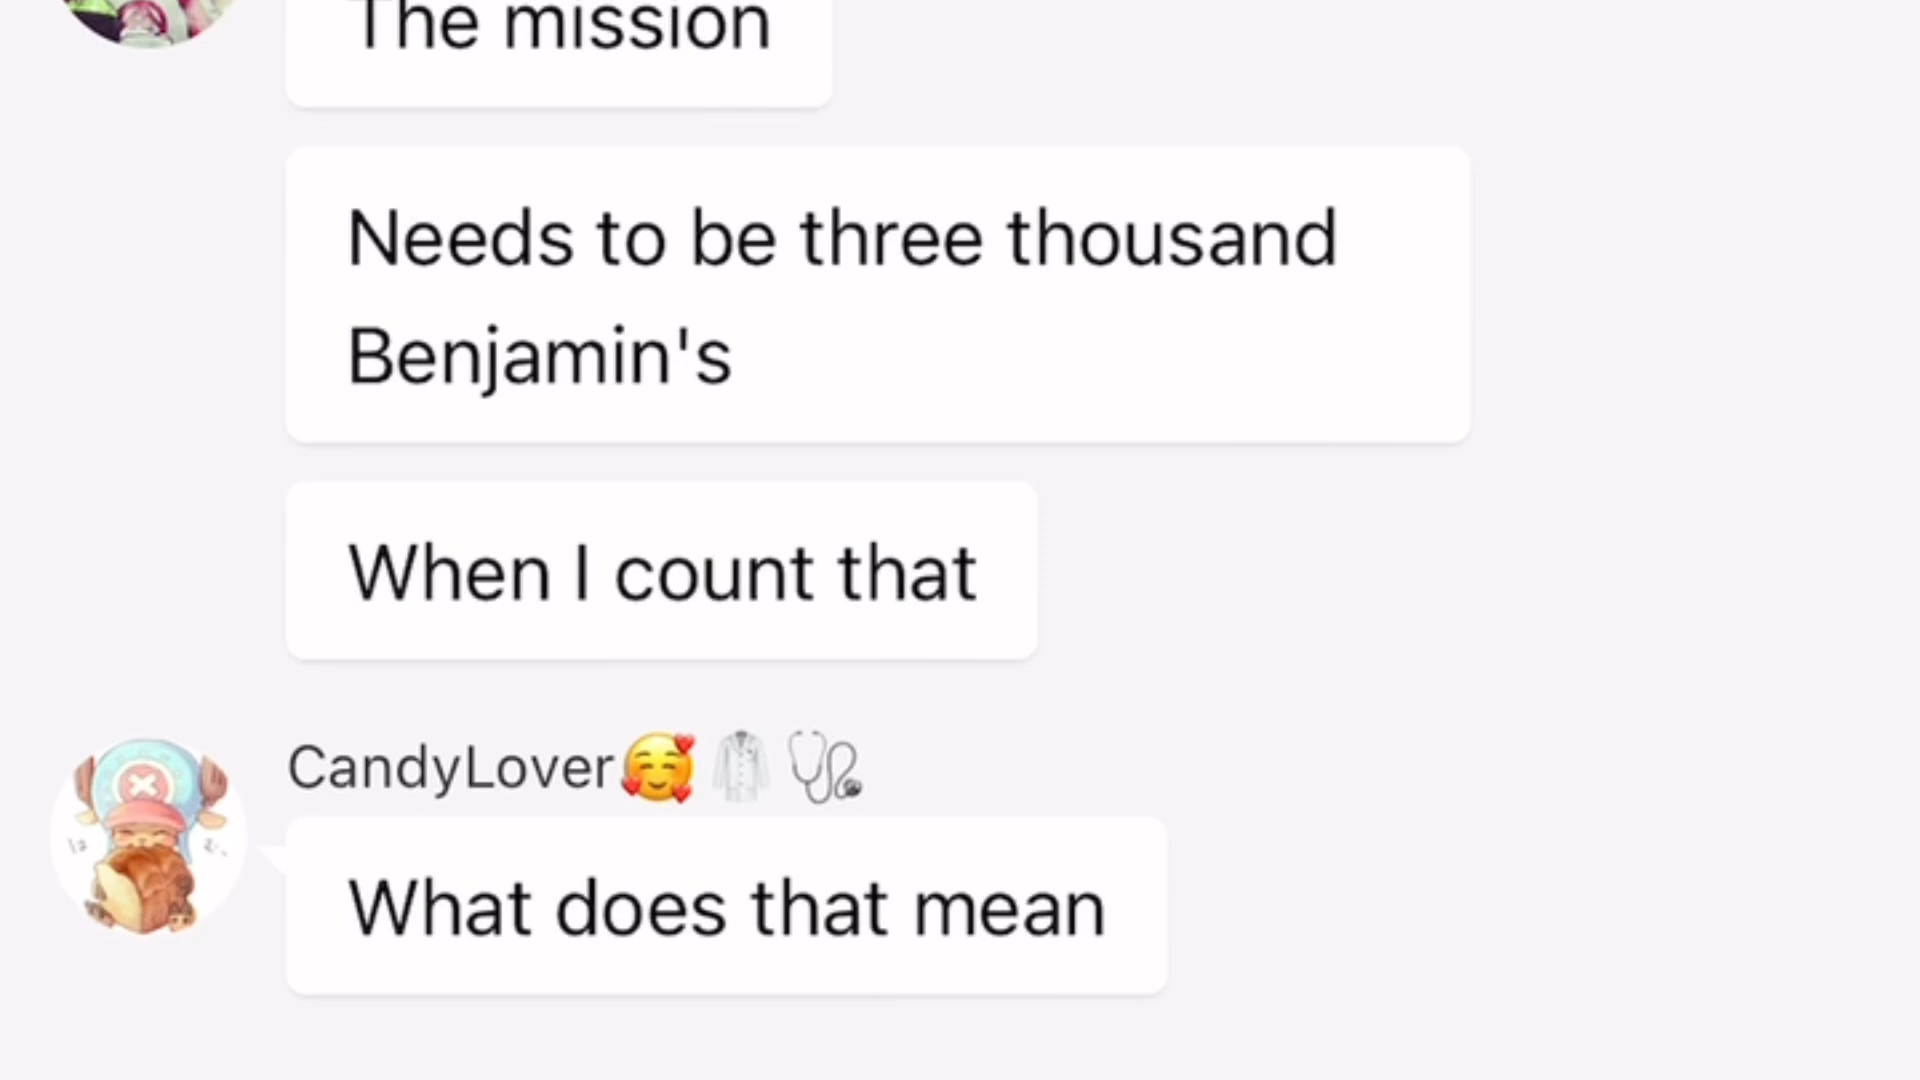 The mission
Needs to be three thousand
Benjamin's
When I count that
CandyLover🥰🥼🩺
What does that mean